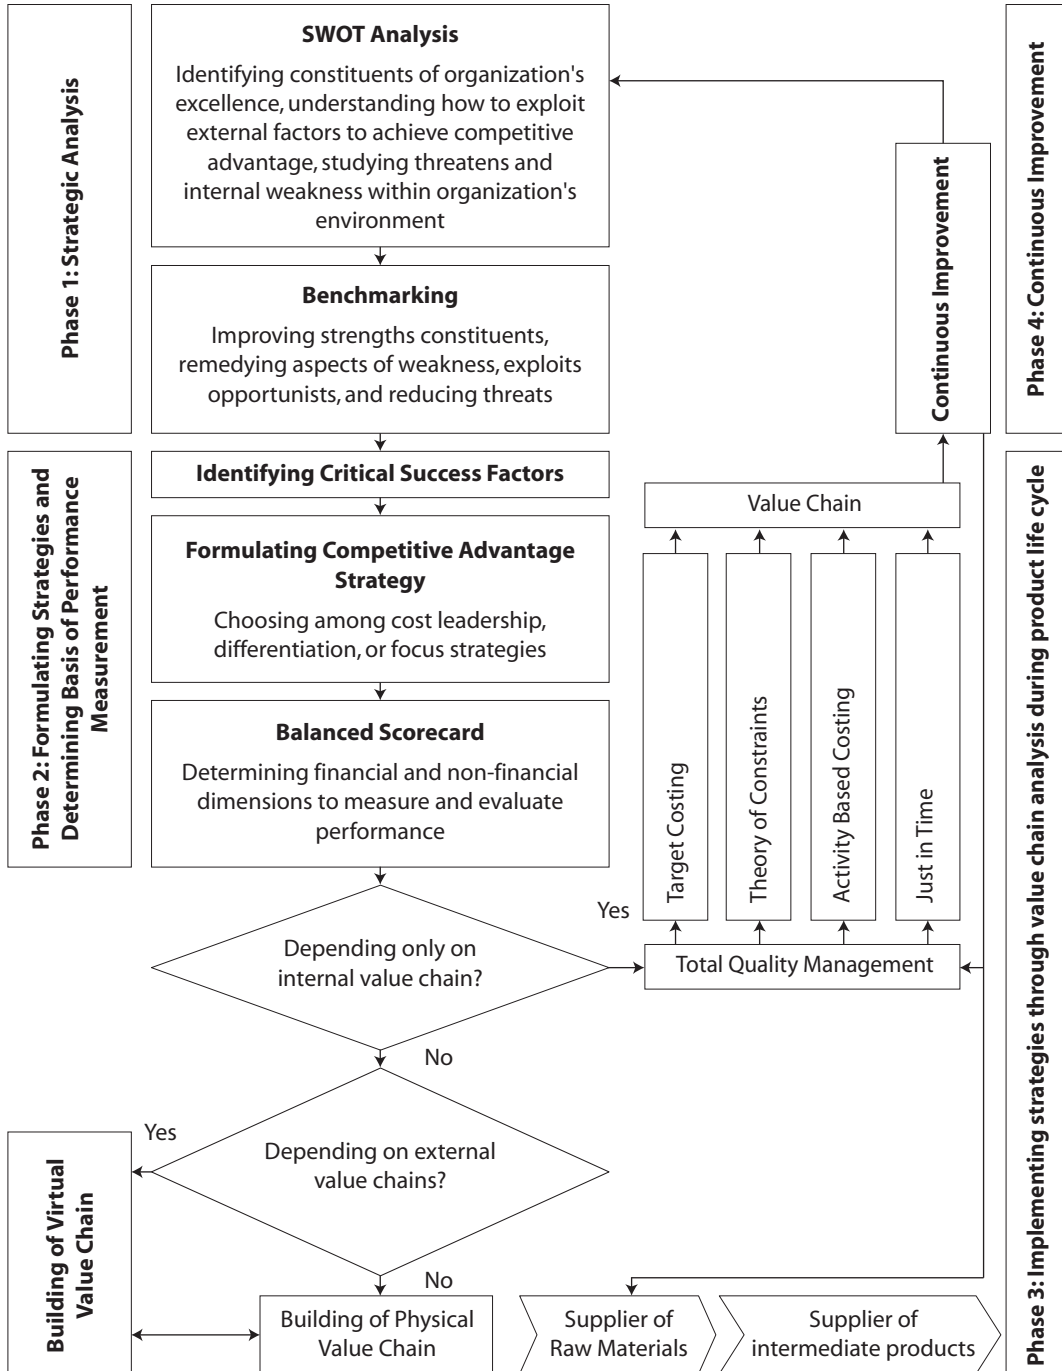 Phase 1: Strategic Analysis
SWOT Analysis
Identifying constituents of organization's
excellence, understanding how to exploit
external factors to achieve competitive
advantage, studying threatens and
internal weakness within organization's
environment
Benchmarking
Improving strengths constituents,
remedying aspects of weakness, exploits
opportunists, and reducing threats
Continuous Improvement
Phase 4: Continuous Improvement
Phase 2: Formulating Strategies and
Determining Basis of Performance
Measurement
Identifying Critical Success Factors
Formulating Competitive Advantage
Strategy
Choosing among cost leadership,
differentiation, or focus strategies
Balanced Scorecard
Determining financial and non-financial
dimensions to measure and evaluate
performance
Value Chain
Target Costing
Theory of Constraints
Activity Based Costing
Just in Time
Total Quality Management
Phase 3: Implementing strategies through value chain analysis during product life cycle
Depending only on
internal value chain?
Yes
No
Depending on external
value chains?
Yes
No
Building of Virtual
Value Chain
Building of Physical
Value Chain
Supplier of
Raw Materials
Supplier of
intermediate products